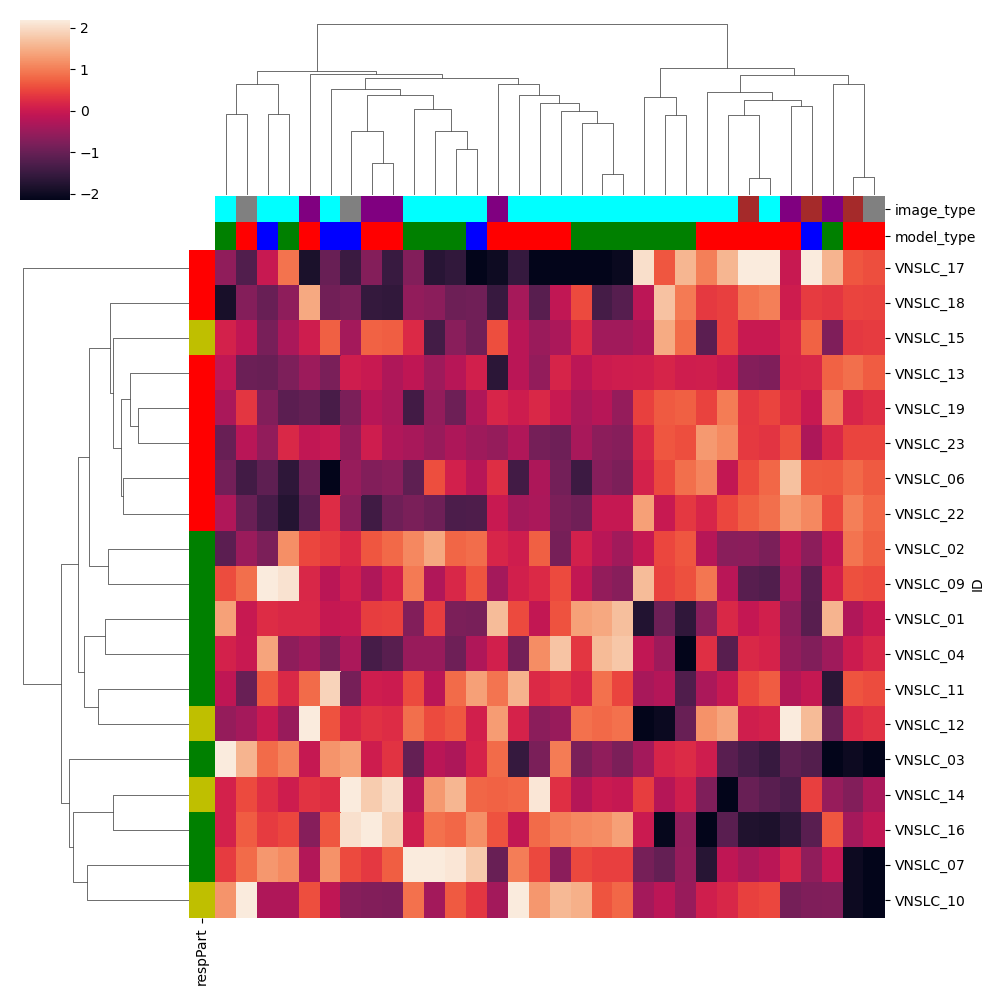 2
1
0
−1
−2
image_type
model_type
VNSLC_17
VNSLC_18
VNSLC_15
VNSLC_13
VNSLC_19
VNSLC_23
VNSLC_06
VNSLC_22
VNSLC_02
VNSLC_09
ID
VNSLC_01
VNSLC_04
VNSLC_11
VNSLC_12
VNSLC_03
VNSLC_14
VNSLC_16
VNSLC_07
VNSLC_10
respPart